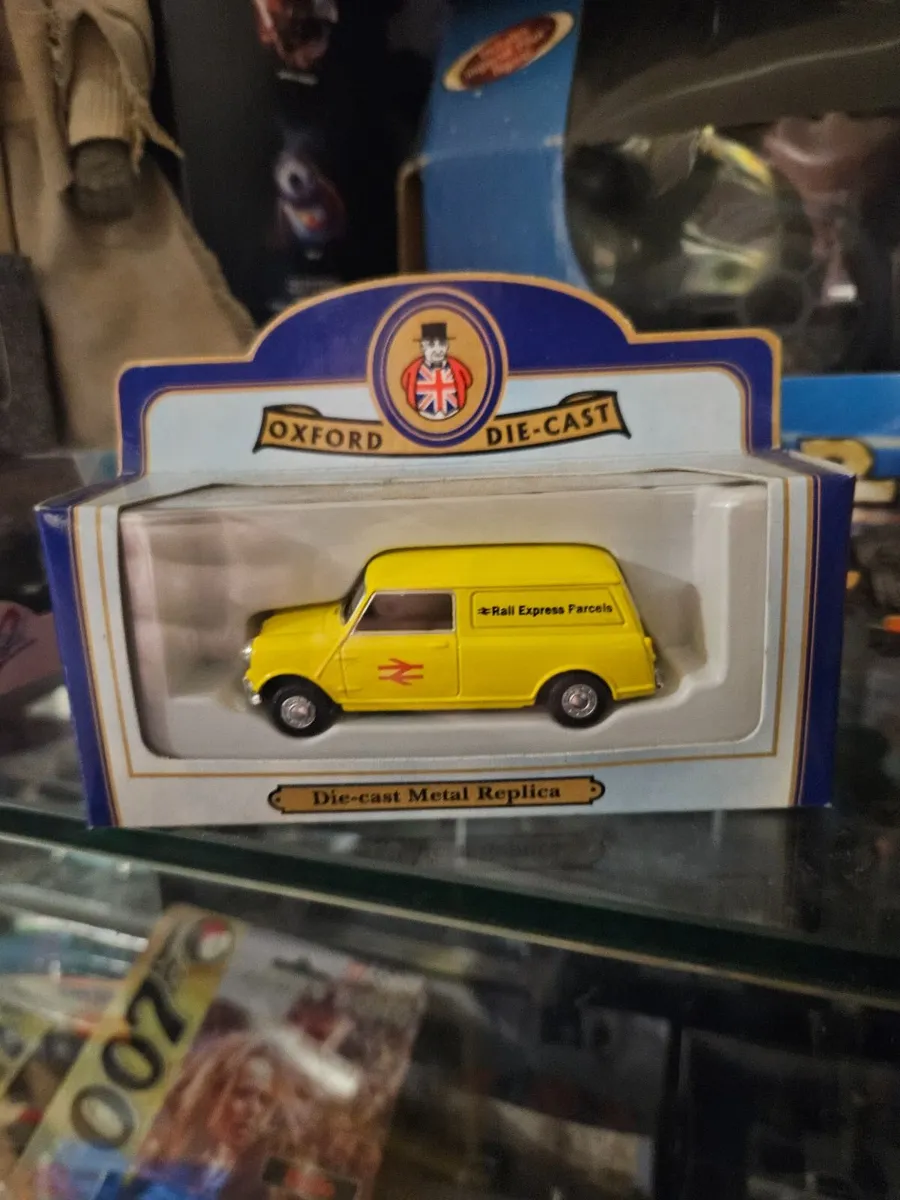 OXFORD DIE-CAST
Rail Express Parcels
Die-cast Metal Replica
007